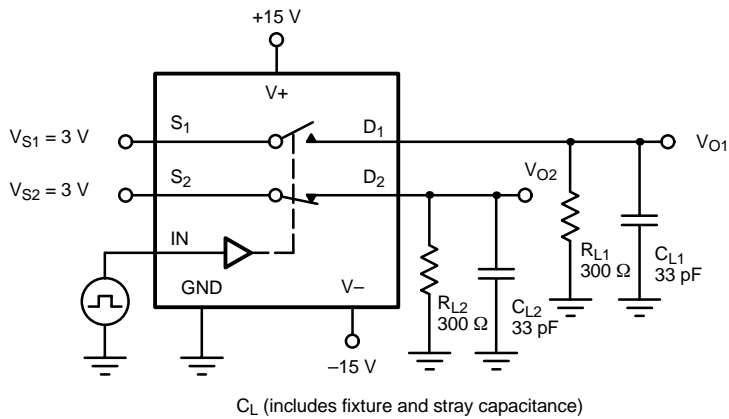 +15 V
V+
VS1 = 3 V
S1
D1
VO1
VS2 = 3 V
S2
D2
VO2
IN
GND
V–
–15 V
RL1
300 Ω
CL1
33 pF
RL2
300 Ω
CL2
33 pF
CL (includes fixture and stray capacitance)